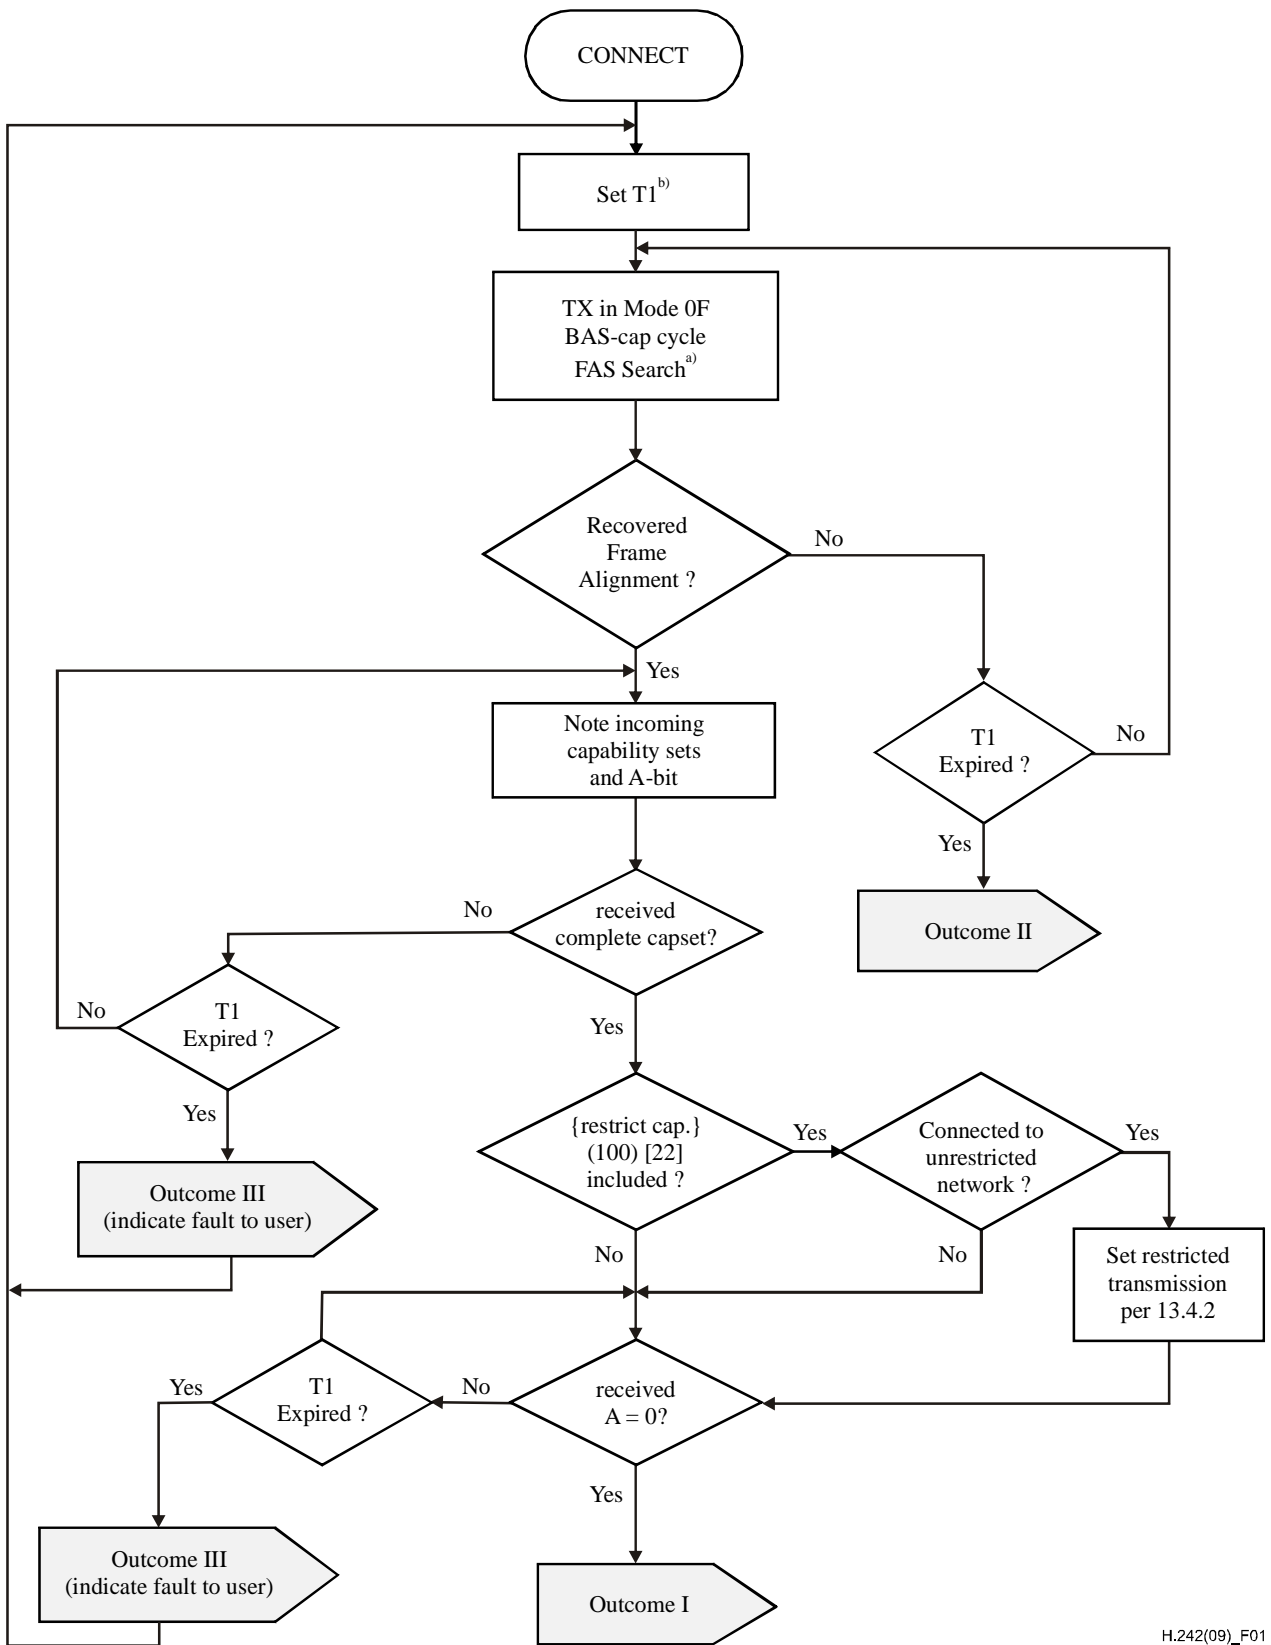 CONNECT
Set T1b)
TX in Mode 0F
BAS-cap cycle
FAS Searcha)
Recovered
Frame
Alignment ?
No
Yes
Note incoming
capability sets
and A-bit
T1
Expired ?
No
Yes
Outcome II
received
complete capset?
No
T1
Expired ?
No
Yes
Yes
Outcome III
(indicate fault to user)
{restrict cap.}
(100) [22]
included ?
Yes
Connected to
unrestricted
network ?
Yes
No
No
Set restricted
transmission
per 13.4.2
received
A = 0?
No
T1
Expired ?
Yes
Yes
Outcome III
(indicate fault to user)
Outcome I
H.242(09)_F01